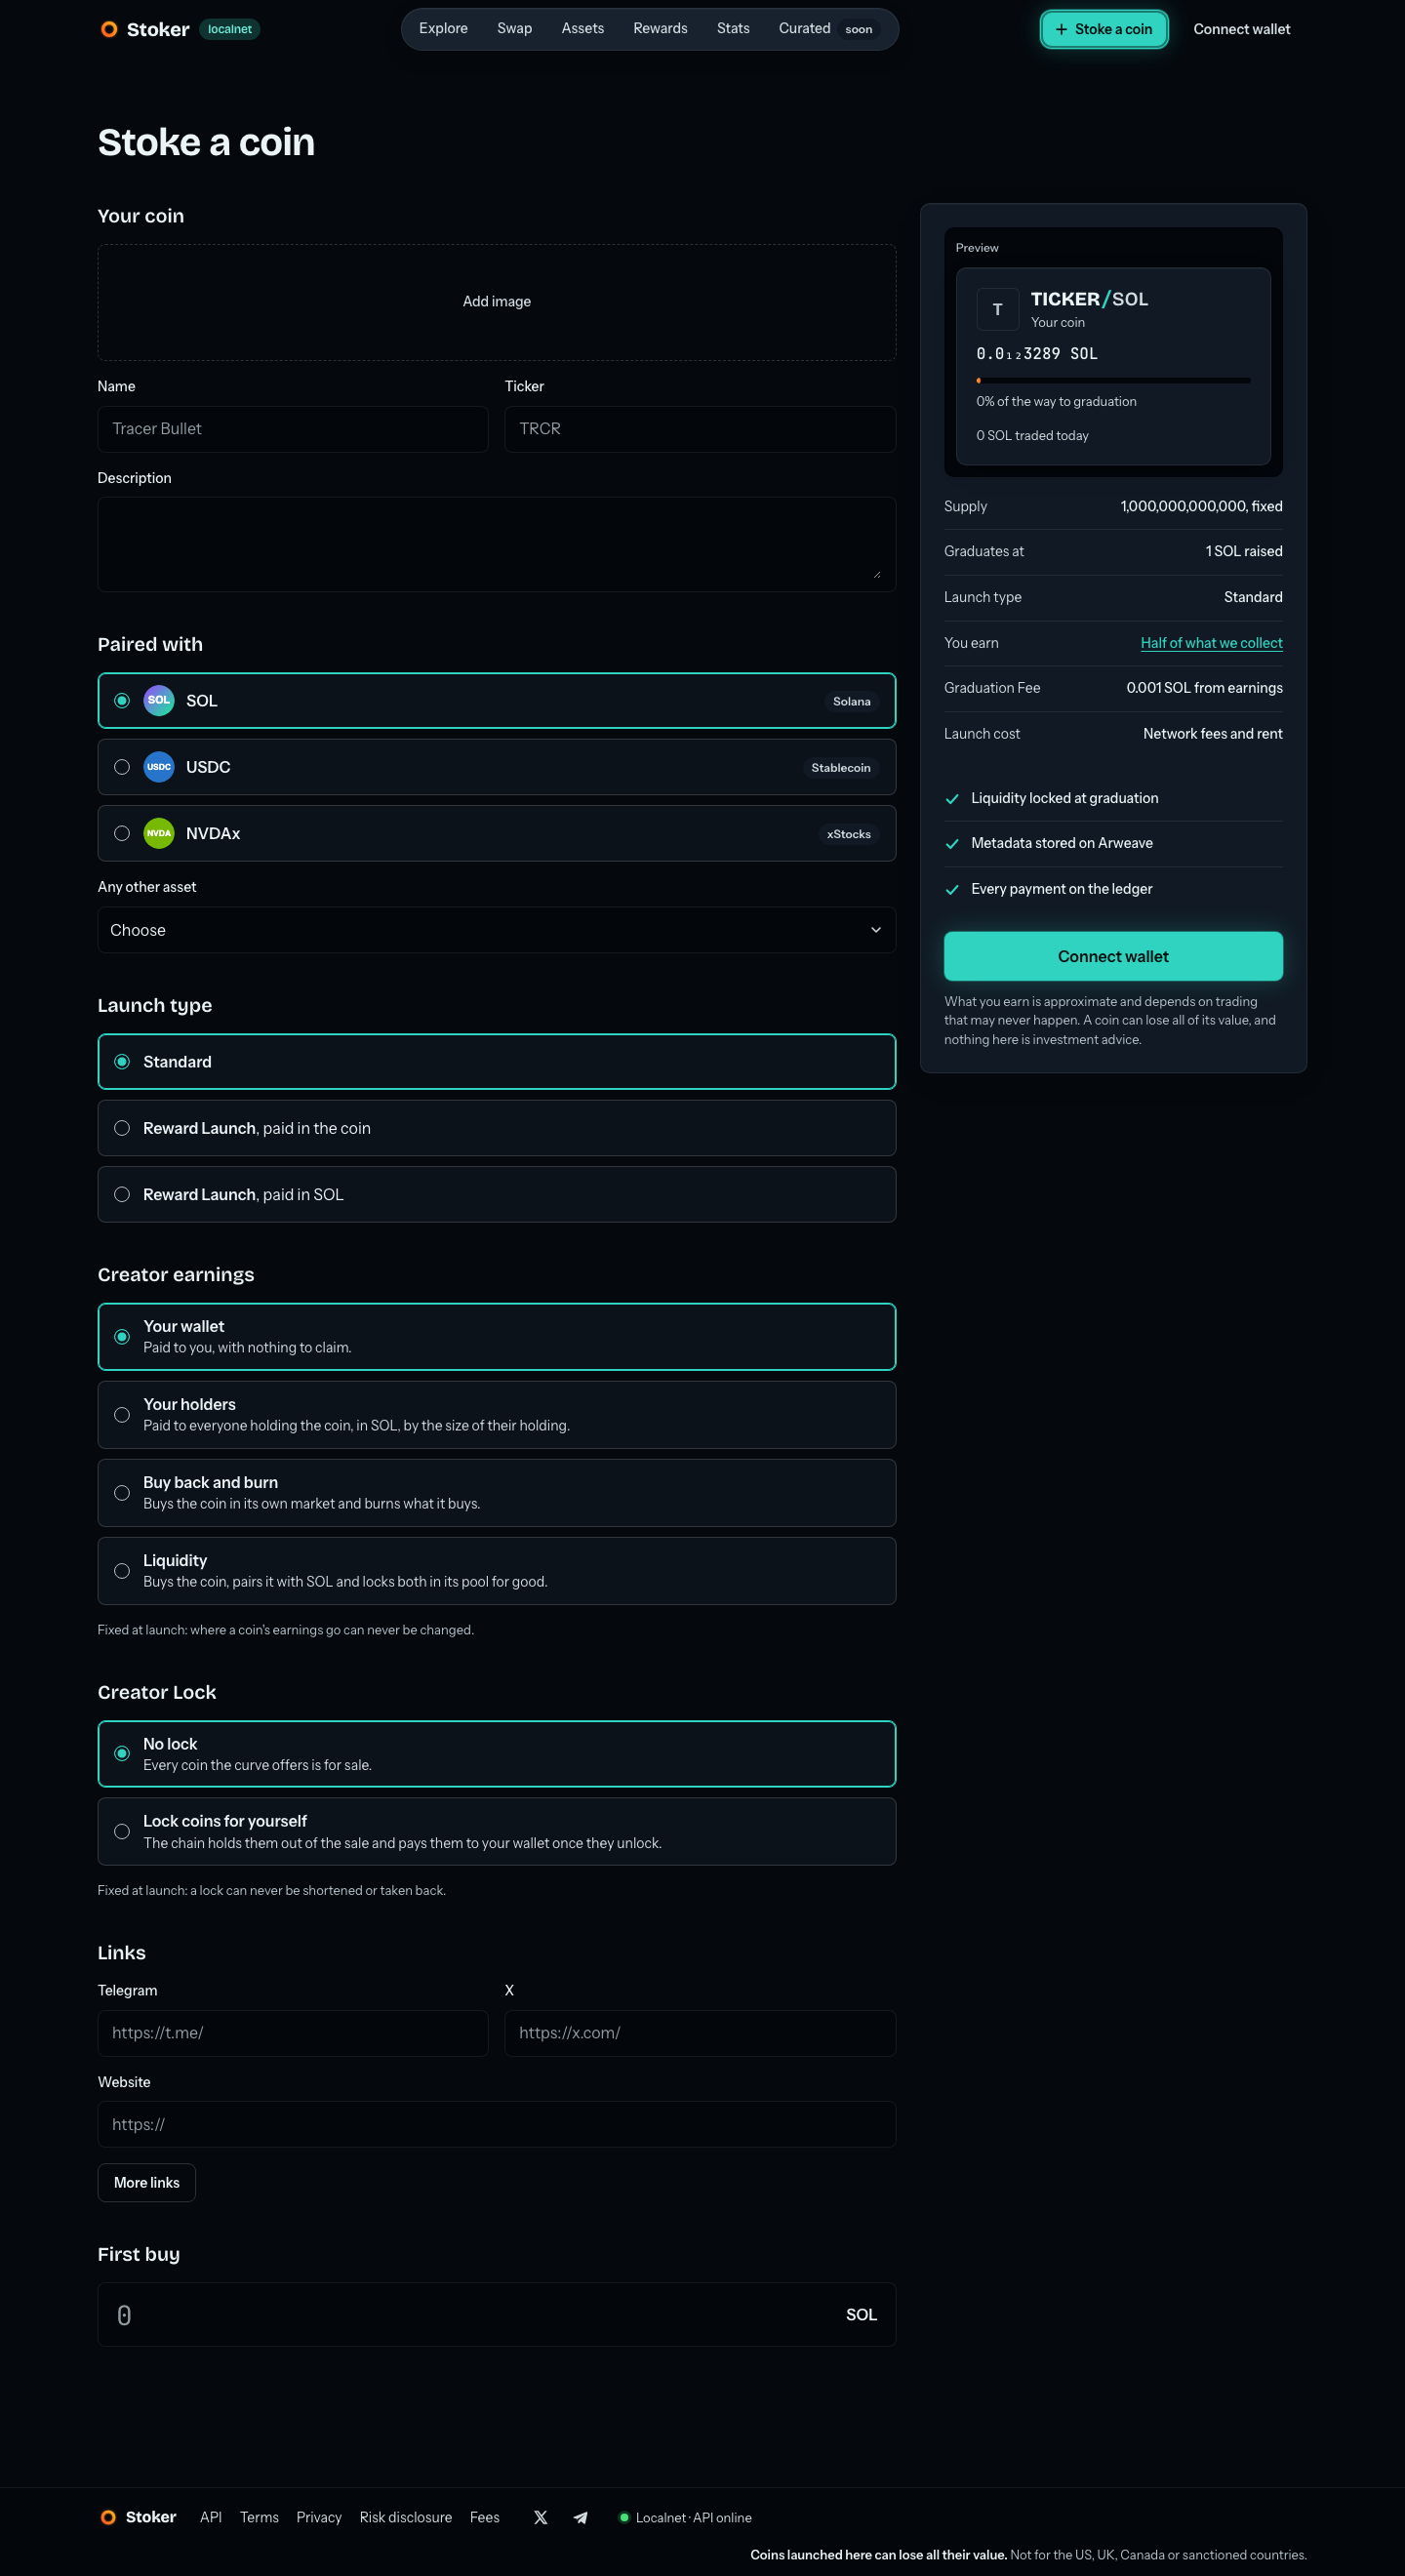 Stoker localnet Explore Swap Assets Rewards Stats Curated soon + Stoke a coin Connect wallet
Stoke a coin
Your coin
Add image
Name
Ticker
Tracer Bullet
TRCR
Description
Paired with
SOL SOL Solana
USDC USDC Stablecoin
NVDA NVDAx xStocks
Any other asset
Choose
Launch type
Standard
Reward Launch, paid in the coin
Reward Launch, paid in SOL
Creator earnings
Your wallet
Paid to you, with nothing to claim.
Your holders
Paid to everyone holding the coin, in SOL, by the size of their holding.
Buy back and burn
Buys the coin in its own market and burns what it buys.
Liquidity
Buys the coin, pairs it with SOL and locks both in its pool for good.
Fixed at launch: where a coin's earnings go can never be changed.
Creator Lock
No lock
Every coin the curve offers is for sale.
Lock coins for yourself
The chain holds them out of the sale and pays them to your wallet once they unlock.
Fixed at launch: a lock can never be shortened or taken back.
Links
Telegram
X
https://t.me/
https://x.com/
Website
https://
More links
First buy
0 SOL
Preview
T
TICKER/SOL
Your coin
0.0₁₂3289 SOL
0% of the way to graduation
0 SOL traded today
Supply 1,000,000,000,000, fixed
Graduates at 1 SOL raised
Launch type Standard
You earn Half of what we collect
Graduation Fee 0.001 SOL from earnings
Launch cost Network fees and rent
Liquidity locked at graduation
Metadata stored on Arweave
Every payment on the ledger
Connect wallet
What you earn is approximate and depends on trading
that may never happen. A coin can lose all of its value, and
nothing here is investment advice.
Stoker API Terms Privacy Risk disclosure Fees Localnet · API online
Coins launched here can lose all their value. Not for the US, UK, Canada or sanctioned countries.